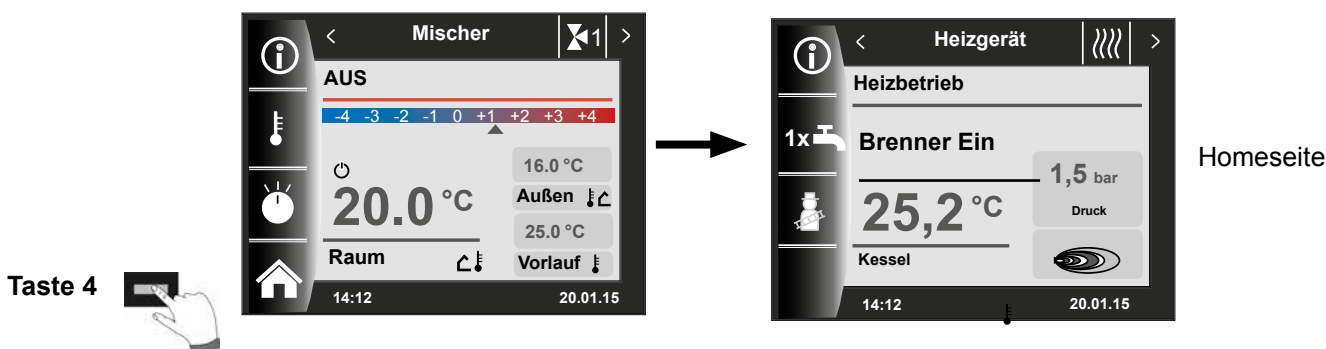 Taste 4
< Mischer 1 >
AUS
-4 -3 -2 -1 0 +1 +2 +3 +4
16.0 °C
20.0 °C
Außen
25.0 °C
Raum
Vorlauf
14:12 20.01.15
< Heizgerät >
Heizbetrieb
1x
Brenner Ein
1,5 bar
Druck
25,2 °C
Kessel
14:12 20.01.15
Homeseite